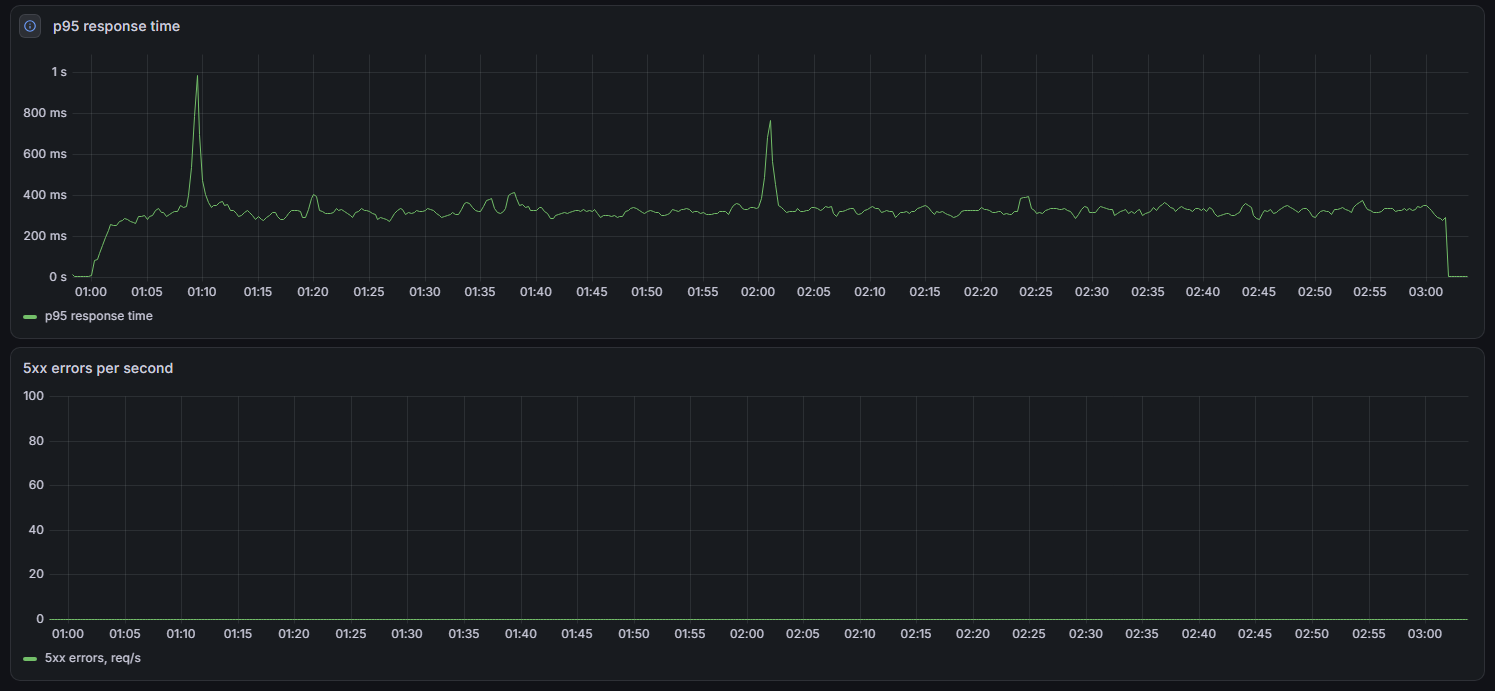 p95 response time
1 s
800 ms
600 ms
400 ms
200 ms
0 s
01:00 01:05 01:10 01:15 01:20 01:25 01:30 01:35 01:40 01:45 01:50 01:55 02:00 02:05 02:10 02:15 02:20 02:25 02:30 02:35 02:40 02:45 02:50 02:55 03:00
p95 response time
5xx errors per second
100
80
60
40
20
0
01:00 01:05 01:10 01:15 01:20 01:25 01:30 01:35 01:40 01:45 01:50 01:55 02:00 02:05 02:10 02:15 02:20 02:25 02:30 02:35 02:40 02:45 02:50 02:55 03:00
5xx errors, req/s